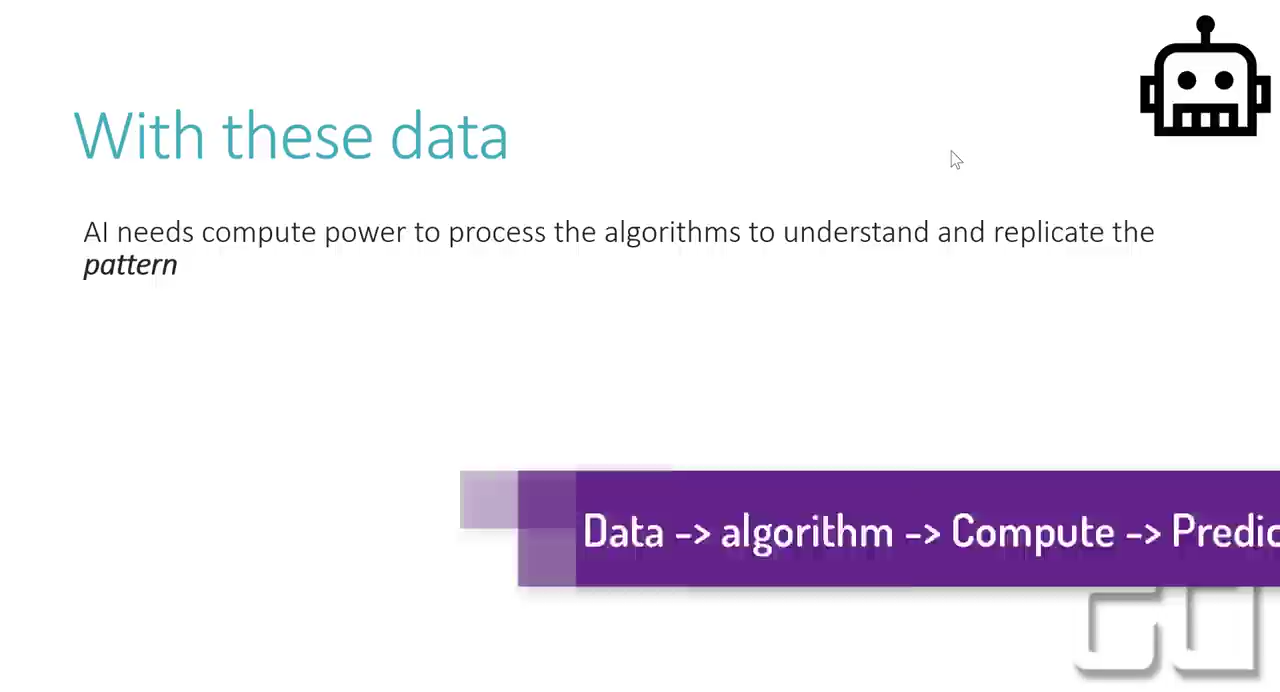 With these data
AI needs compute power to process the algorithms to understand and replicate the
pattern
Data -> algorithm -> Compute -> Predic